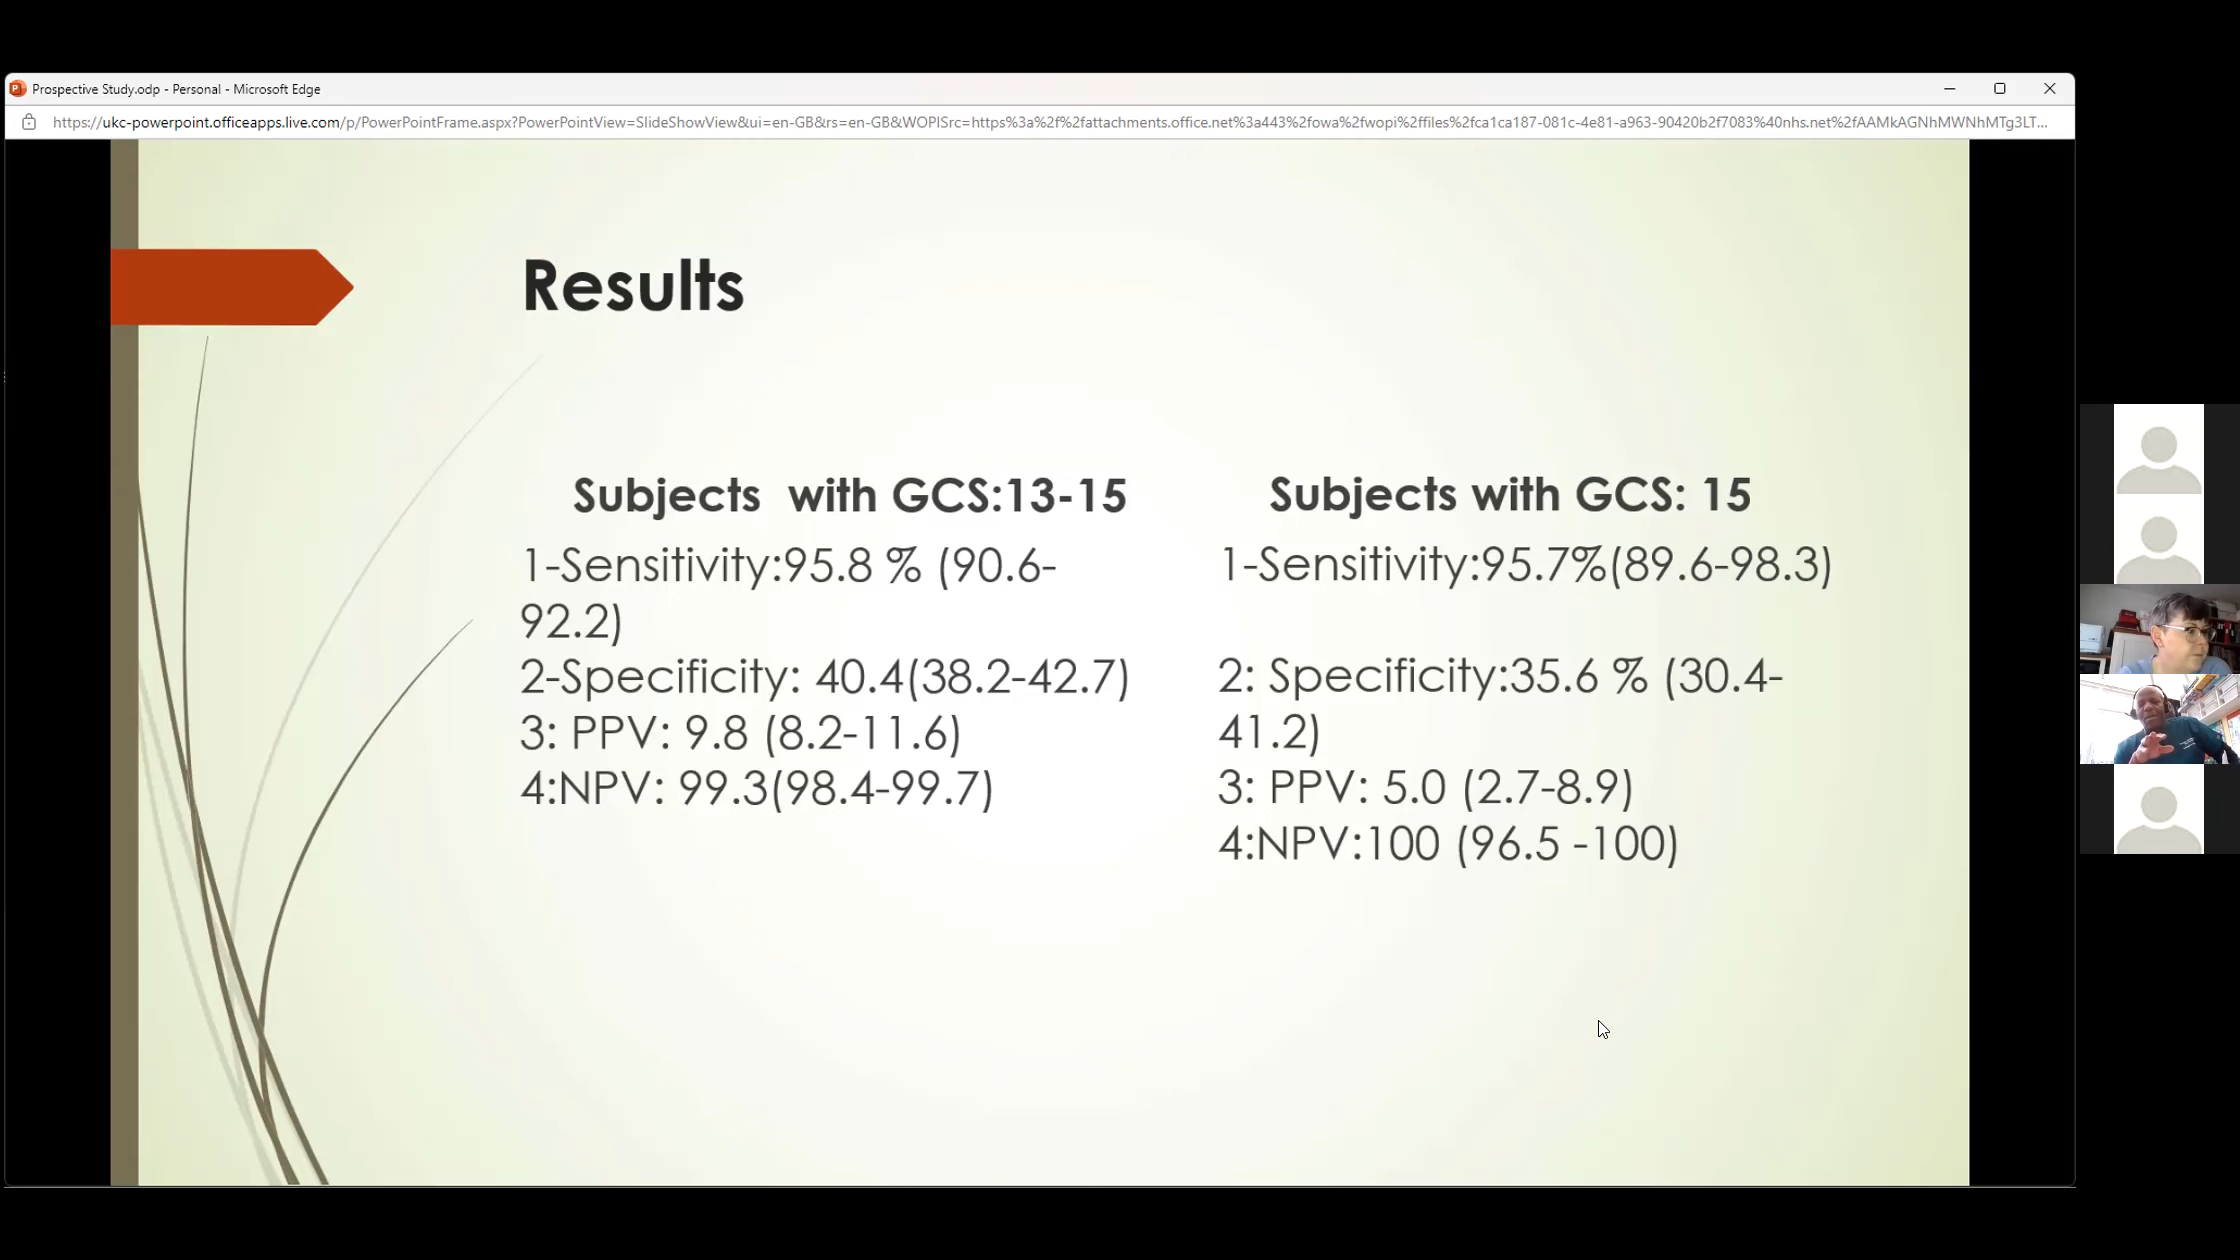 Prospective Study.odp - Personal - Microsoft Edge
https://ukc-powerpoint.officeapps.live.com/p/PowerPointFrame.aspx?PowerPointView=SlideShowView&ui=en-GB&rs=en-GB&WOPISrc=https%3a%2f%2fattachments.office.net%3a443%2fowa%2fwopi%2ffiles%2fca1ca187-081c-4e81-a963-90420b2f7083%40nhs.net%2fAAMkAGNhMWNhMTg3LT...
Results
Subjects  with GCS:13-15
1-Sensitivity:95.8 % (90.6-
92.2)
2-Specificity: 40.4(38.2-42.7)
3: PPV: 9.8 (8.2-11.6)
4:NPV: 99.3(98.4-99.7)
Subjects with GCS: 15
1-Sensitivity:95.7%(89.6-98.3)
2: Specificity:35.6 % (30.4-
41.2)
3: PPV: 5.0 (2.7-8.9)
4:NPV:100 (96.5 -100)